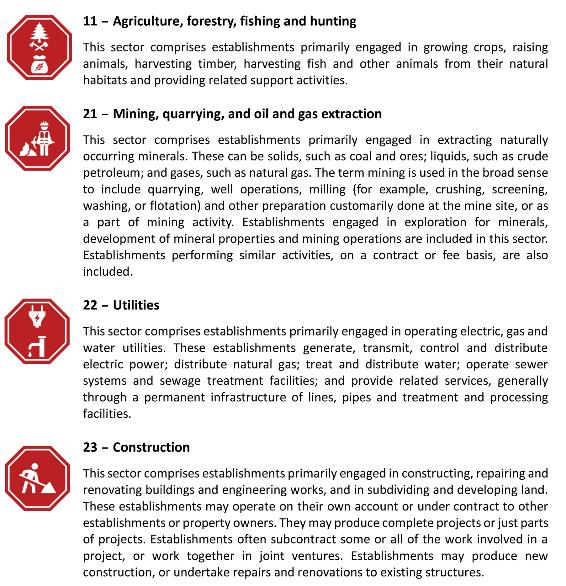 11 – Agriculture, forestry, fishing and hunting
This sector comprises establishments primarily engaged in growing crops, raising
animals, harvesting timber, harvesting fish and other animals from their natural
habitats and providing related support activities.
21 – Mining, quarrying, and oil and gas extraction
This sector comprises establishments primarily engaged in extracting naturally
occurring minerals. These can be solids, such as coal and ores; liquids, such as crude
petroleum; and gases, such as natural gas. The term mining is used in the broad sense
to include quarrying, well operations, milling (for example, crushing, screening,
washing, or flotation) and other preparation customarily done at the mine site, or as
a part of mining activity. Establishments engaged in exploration for minerals,
development of mineral properties and mining operations are included in this sector.
Establishments performing similar activities, on a contract or fee basis, are also
included.
22 – Utilities
This sector comprises establishments primarily engaged in operating electric, gas and
water utilities. These establishments generate, transmit, control and distribute
electric power; distribute natural gas; treat and distribute water; operate sewer
systems and sewage treatment facilities; and provide related services, generally
through a permanent infrastructure of lines, pipes and treatment and processing
facilities.
23 – Construction
This sector comprises establishments primarily engaged in constructing, repairing and
renovating buildings and engineering works, and in subdividing and developing land.
These establishments may operate on their own account or under contract to other
establishments or property owners. They may produce complete projects or just parts
of projects. Establishments often subcontract some or all of the work involved in a
project, or work together in joint ventures. Establishments may produce new
construction, or undertake repairs and renovations to existing structures.